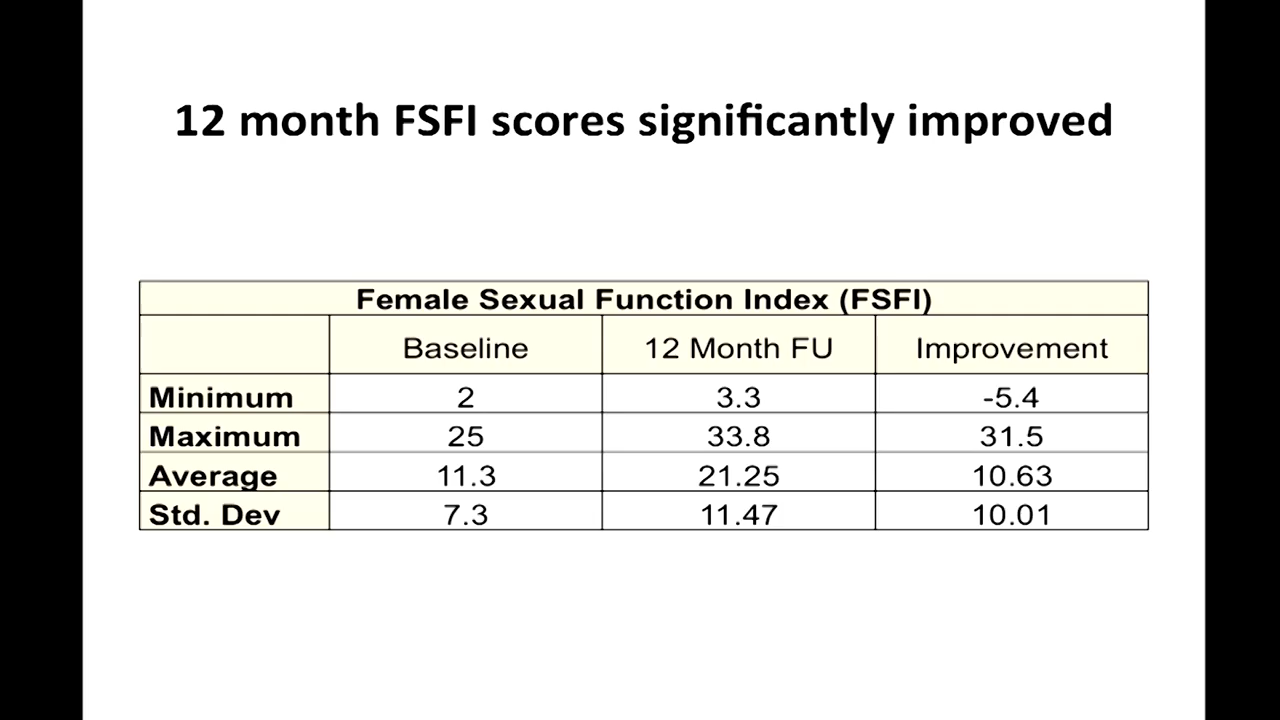 12 month FSFI scores significantly improved
Female Sexual Function Index (FSFI)
Baseline 12 Month FU Improvement
Minimum 2 3.3 -5.4
Maximum 25 33.8 31.5
Average 11.3 21.25 10.63
Std. Dev 7.3 11.47 10.01